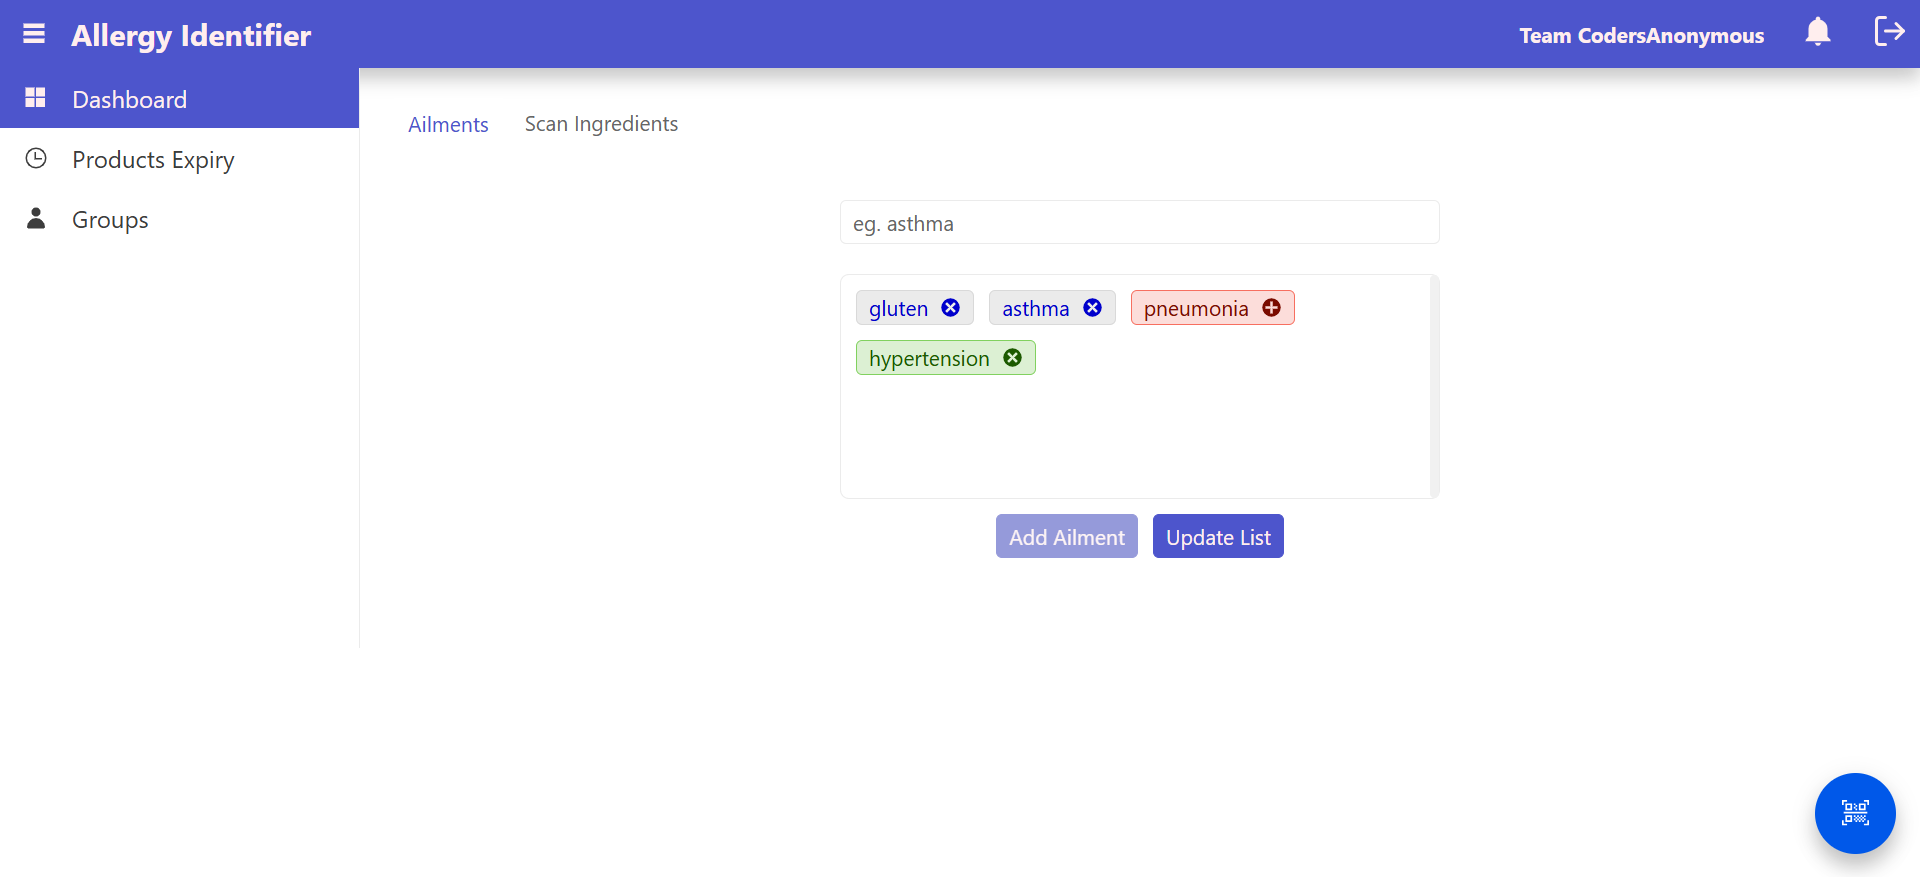 Allergy Identifier
Team CodersAnonymous
Dashboard
Products Expiry
Groups
Ailments Scan Ingredients
eg. asthma
gluten asthma pneumonia
hypertension
Add Ailment Update List